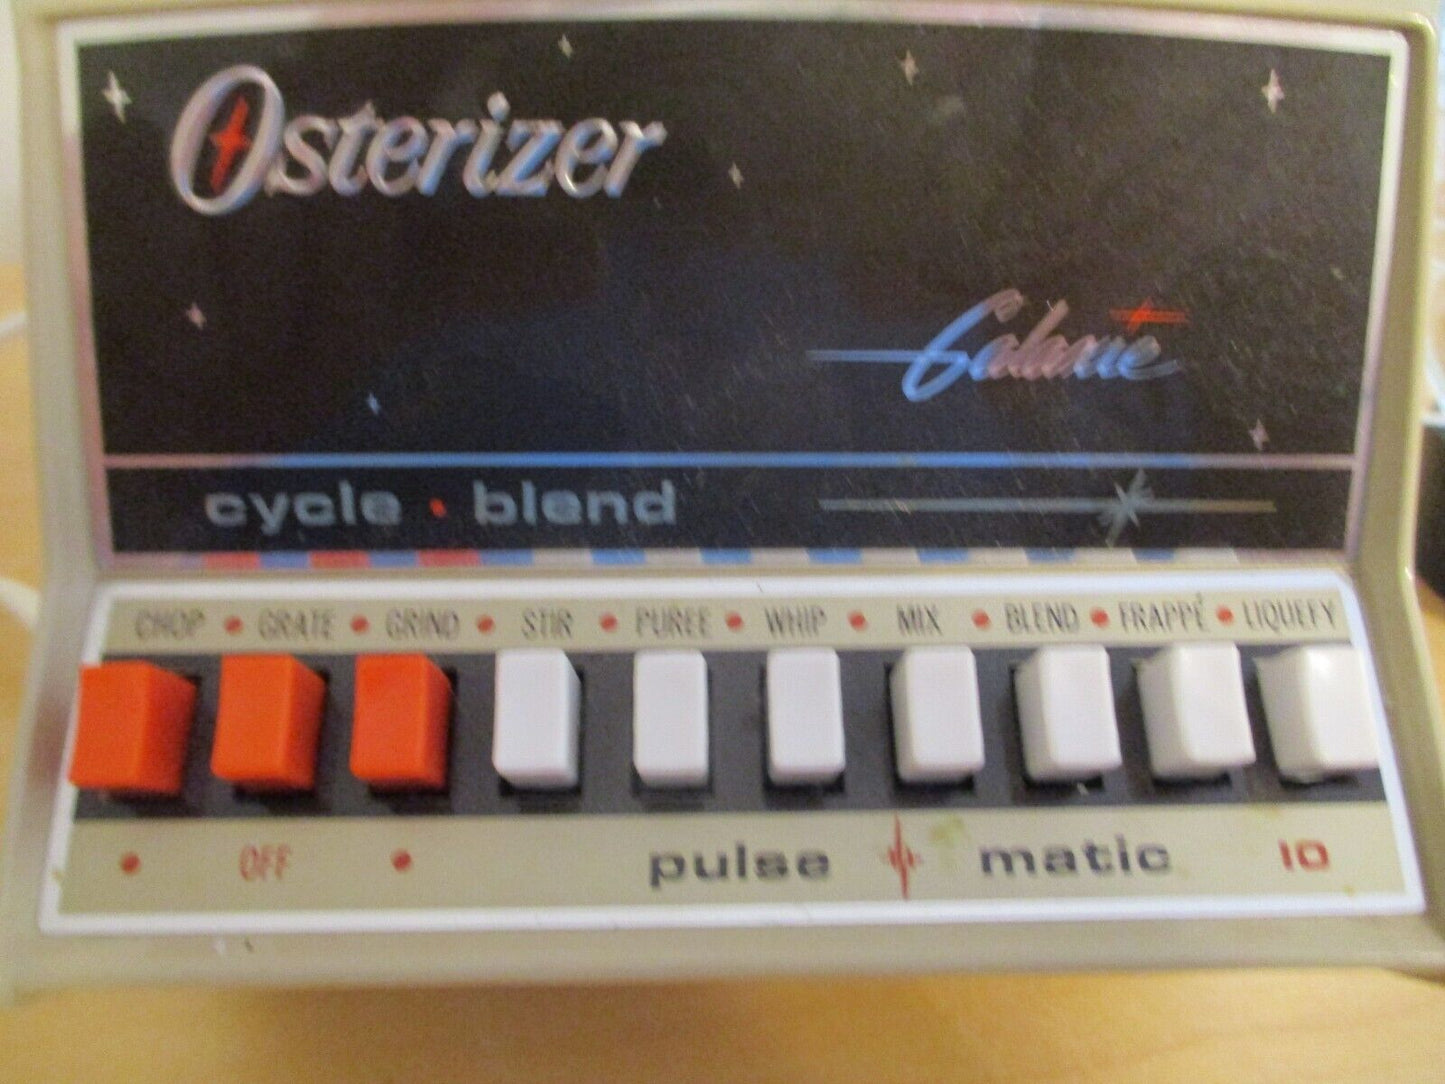 Osterizer
Galaxie
cycle · blend
CHOP • GRATE • GRIND • STIR • PUREE • WHIP • MIX • BLEND • FRAPPÉ • LIQUEFY
• OFF • pulse matic 10